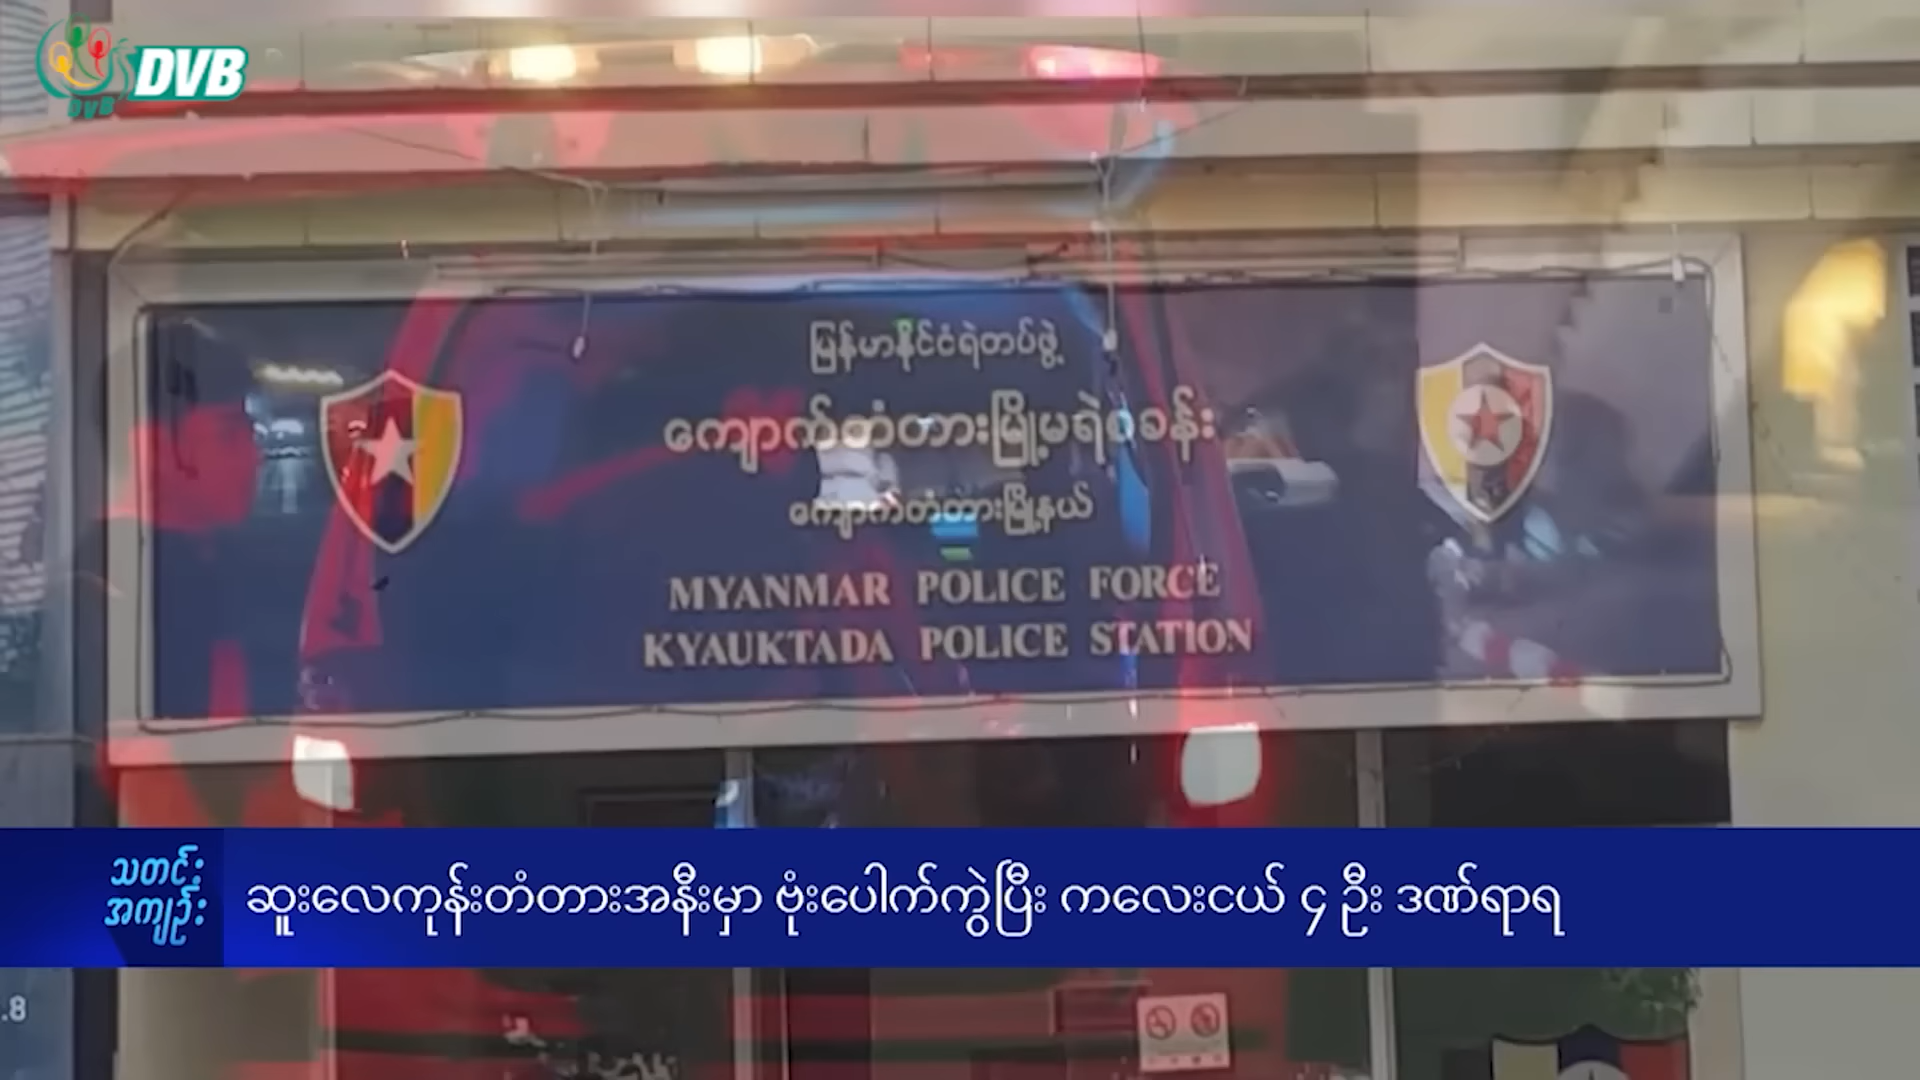 DVB
DVB
မြန်မာနိုင်ငံရဲတပ်ဖွဲ့
ကျောက်တံတားမြို့မရဲစခန်း
ကျောက်တံတားမြို့နယ်
MYANMAR POLICE FORCE
KYAUKTADA POLICE STATION
သတင်း
အကျဉ်း
ဆူးလေကုန်းတံတားအနီးမှာ ဗုံးပေါက်ကွဲပြီး ကလေးငယ် ၄ ဦး ဒဏ်ရာရ
.8